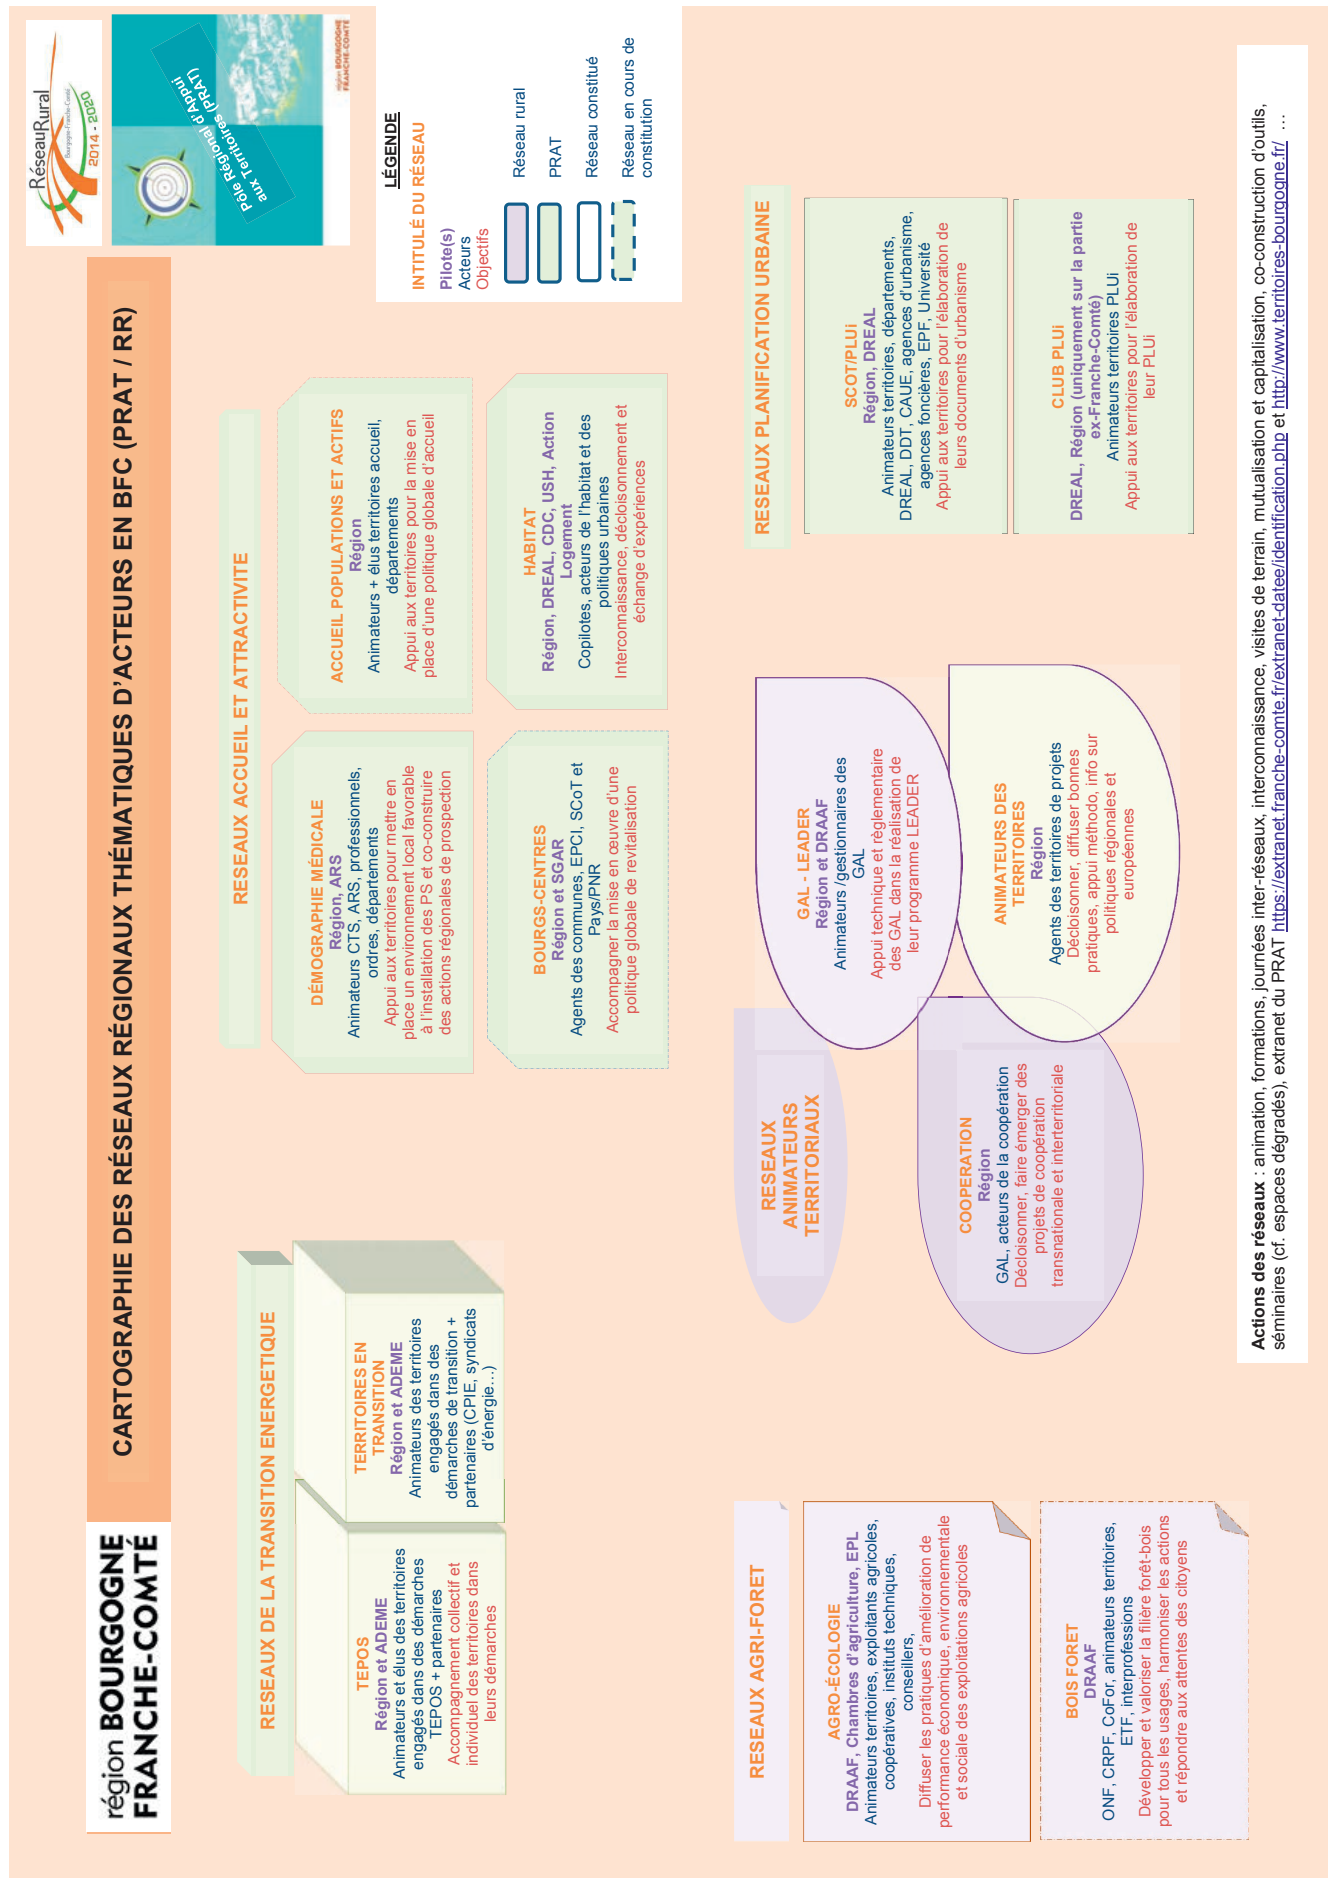 région BOURGOGNE
FRANCHE-COMTÉ
CARTOGRAPHIE DES RÉSEAUX RÉGIONAUX THÉMATIQUES D’ACTEURS EN BFC (PRAT / RR)
RéseauRural
Bourgogne-Franche-Comté
2014 - 2020
Pôle Régional d'Appui
aux Territoires (PRAT)
région BOURGOGNE
FRANCHE-COMTÉ
LÉGENDE
INTITULÉ DU RÉSEAU
Pilote(s)
Acteurs
Objectifs
Réseau rural
PRAT
Réseau constitué
Réseau en cours de
constitution
RESEAUX DE LA TRANSITION ENERGETIQUE
TEPOS
Région et ADEME
Animateurs et élus des territoires
engagés dans des démarches
TEPOS + partenaires
Accompagnement collectif et
individuel des territoires dans
leurs démarches
TERRITOIRES EN
TRANSITION
Région et ADEME
Animateurs des territoires
engagés dans des
démarches de transition +
partenaires (CPIE, syndicats
d’énergie…)
RESEAUX ACCUEIL ET ATTRACTIVITE
DÉMOGRAPHIE MÉDICALE
Région, ARS
Animateurs CTS, ARS, professionnels,
ordres, départements
Appui aux territoires pour mettre en
place un environnement local favorable
à l’installation des PS et co-construire
des actions régionales de prospection
ACCUEIL POPULATIONS ET ACTIFS
Région
Animateurs + élus territoires accueil,
départements
Appui aux territoires pour la mise en
place d’une politique globale d’accueil
BOURGS-CENTRES
Région et SGAR
Agents des communes, EPCI, SCoT et
Pays/PNR
Accompagner la mise en œuvre d’une
politique globale de revitalisation
HABITAT
Région, DREAL, CDC, USH, Action
Logement
Copilotes, acteurs de l’habitat et des
politiques urbaines
Interconnaissance, décloisonnement et
échange d’expériences
RESEAUX AGRI-FORET
AGRO-ÉCOLOGIE
DRAAF, Chambres d’agriculture, EPL
Animateurs territoires, exploitants agricoles,
coopératives, instituts techniques,
conseillers,
Diffuser les pratiques d’amélioration de
performance économique, environnementale
et sociale des exploitations agricoles
BOIS FORET
DRAAF
ONF, CRPF, CoFor, animateurs territoires,
ETF, interprofessions
Développer et valoriser la filière forêt-bois
pour tous les usages, harmoniser les actions
et répondre aux attentes des citoyens
RESEAUX
ANIMATEURS
TERRITORIAUX
GAL - LEADER
Région et DRAAF
Animateurs /gestionnaires des
GAL
Appui technique et règlementaire
des GAL dans la réalisation de
leur programme LEADER
COOPERATION
Région
GAL, acteurs de la coopération
Décloisonner, faire émerger des
projets de coopération
transnationale et interterritoriale
ANIMATEURS DES
TERRITOIRES
Région
Agents des territoires de projets
Décloisonner, diffuser bonnes
pratiques, appui méthodo, info sur
politiques régionales et
européennes
RESEAUX PLANIFICATION URBAINE
SCOT/PLUi
Région, DREAL
Animateurs territoires, départements,
DREAL, DDT, CAUE, agences d’urbanisme,
agences foncières, EPF, Université
Appui aux territoires pour l’élaboration de
leurs documents d’urbanisme
CLUB PLUi
DREAL, Région (uniquement sur la partie
ex-Franche-Comté)
Animateurs territoires PLUi
Appui aux territoires pour l’élaboration de
leur PLUi
Actions des réseaux : animation, formations, journées inter-réseaux, interconnaissance, visites de terrain, mutualisation et capitalisation, co-construction d’outils,
séminaires (cf. espaces dégradés), extranet du PRAT https://extranet.franche-comte.fr/extranet-datee/identification.php et http://www.territoires-bourgogne.fr/ …